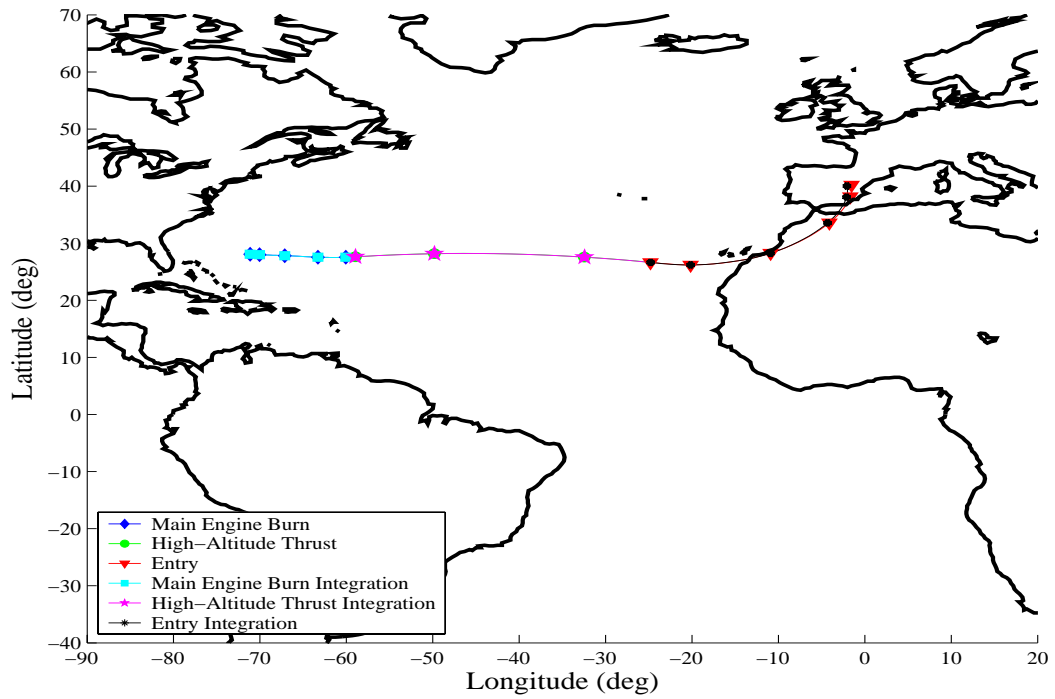 70
60
50
40
30
20
10
0
−10
−20
−30
−40
Latitude (deg)
Main Engine Burn
High−Altitude Thrust
Entry
Main Engine Burn Integration
High−Altitude Thrust Integration
Entry Integration
−90 −80 −70 −60 −50 −40 −30 −20 −10 0 10 20
Longitude (deg)